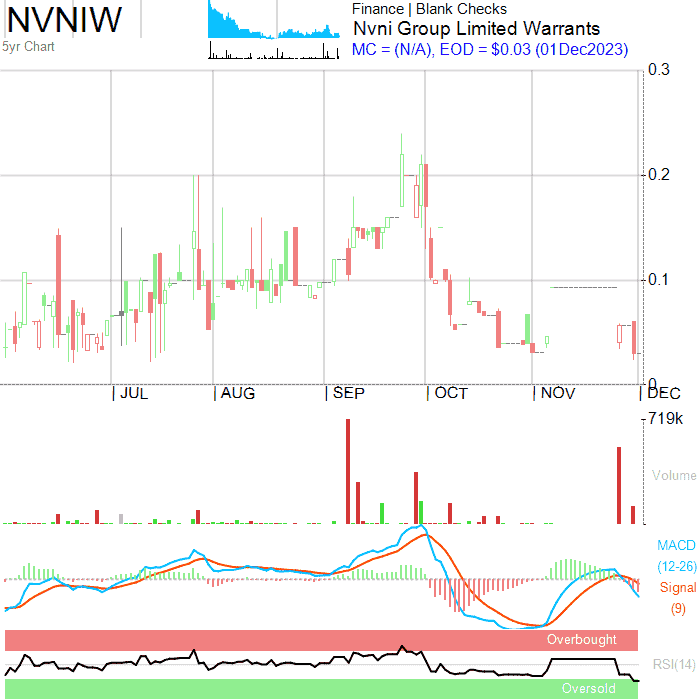 NVNIW
5yr Chart
Finance | Blank Checks
Nvni Group Limited Warrants
MC = (N/A), EOD = $0.03 (01Dec2023)
0.3
0.2
0.1
0
JUL AUG SEP OCT NOV DEC
719k
Volume
MACD
(12-26)
Signal
(9)
Overbought
RSI(14)
Oversold